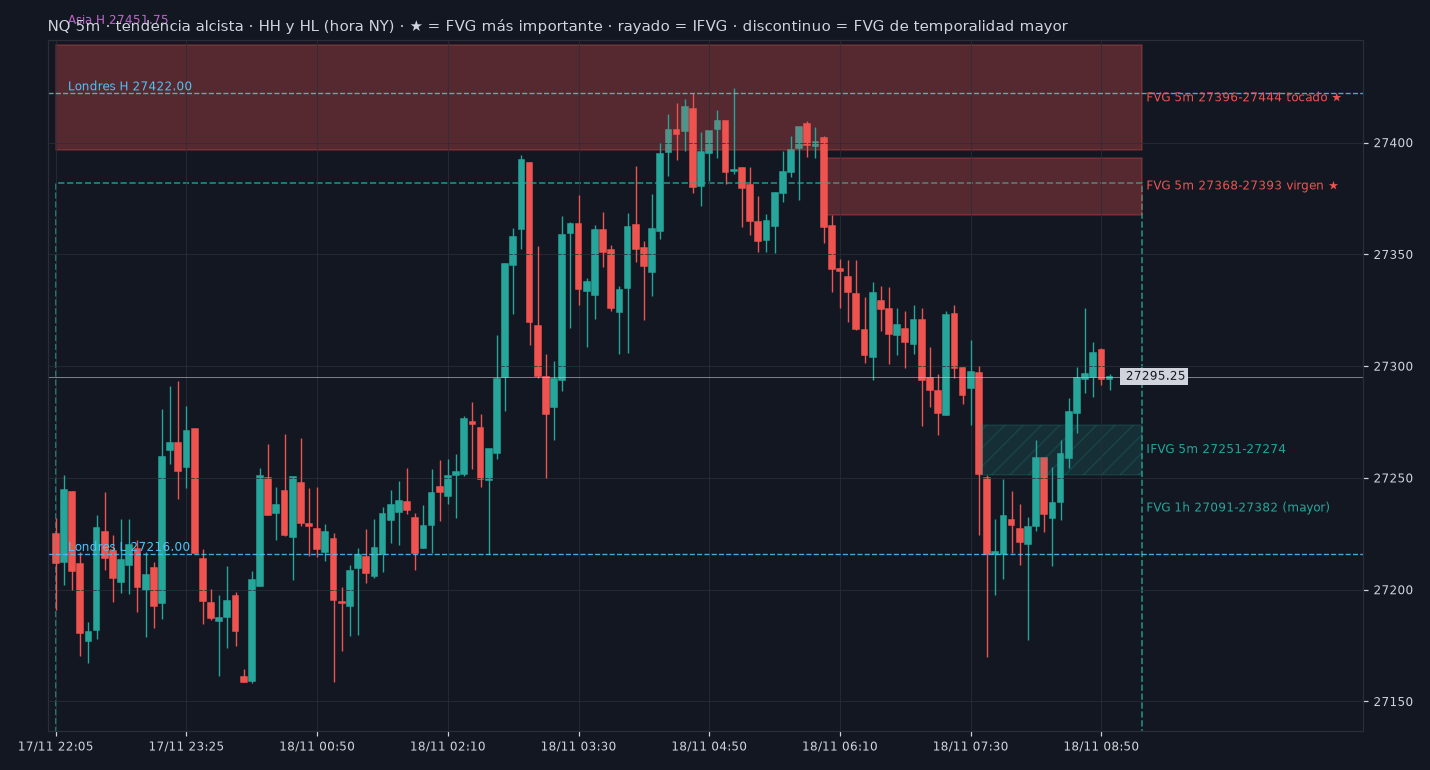 Asia H 27451.75
NQ 5m · tendencia alcista · HH y HL (hora NY) · ★ = FVG más importante · rayado = IFVG · discontinuo = FVG de temporalidad mayor
Londres H 27422.00
FVG 5m 27396-27444 tocado ★
27400
FVG 5m 27368-27393 virgen ★
27350
27300
27295.25
IFVG 5m 27251-27274
27250
FVG 1h 27091-27382 (mayor)
Londres L 27216.00
27200
27150
17/11 22:05
17/11 23:25
18/11 00:50
18/11 02:10
18/11 03:30
18/11 04:50
18/11 06:10
18/11 07:30
18/11 08:50